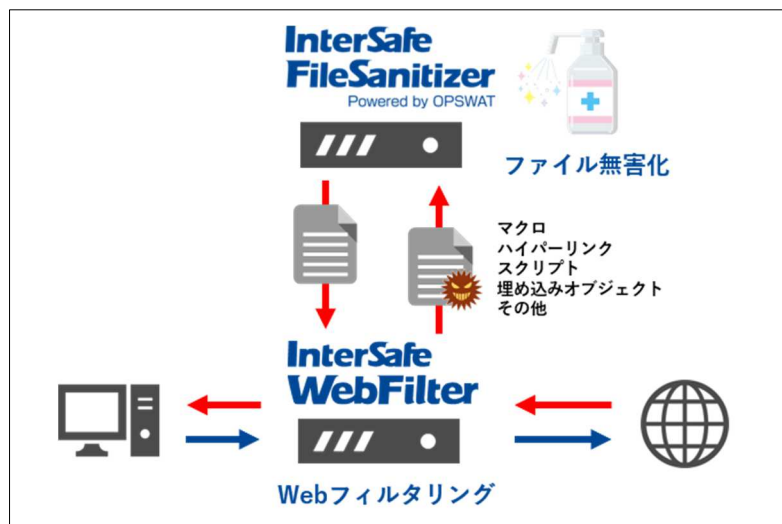 InterSafe
FileSanitizer
Powered by OPSWAT
ファイル無害化
マクロ
ハイパーリンク
スクリプト
埋め込みオブジェクト
その他
InterSafe
WebFilter
Webフィルタリング